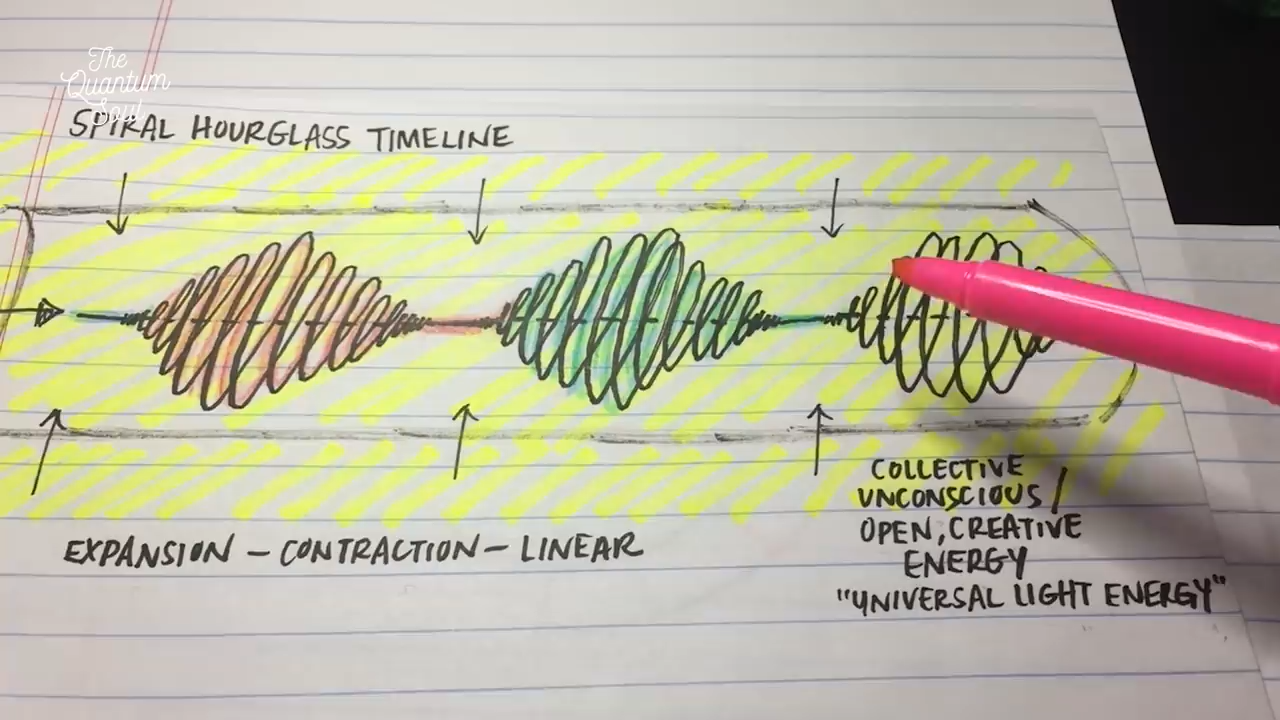 The
Quantum
Soul
SPIRAL HOURGLASS TIMELINE
EXPANSION - CONTRACTION - LINEAR
COLLECTIVE
UNCONSCIOUS/
OPEN, CREATIVE
ENERGY
"UNIVERSAL LIGHT ENERGY"